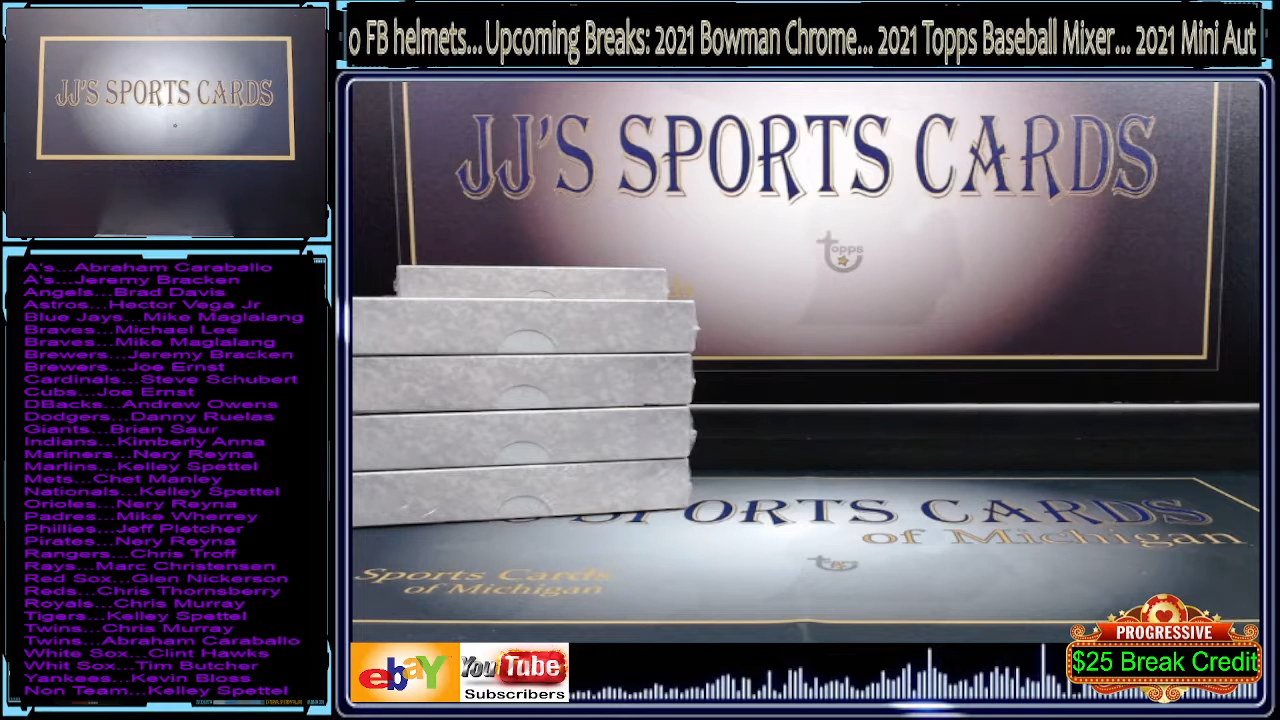 JJ'S SPORTS CARDS
o FB helmets... Upcoming Breaks: 2021 Bowman Chrome... 2021 Topps Baseball Mixer... 2021 Mini Aut
JJ'S SPORTS CARDS
topps
SPORTS CARDS
of Michigan
Sports Cards
of Michigan
A's...Abraham Caraballo
A's...Jeremy Bracken
Angels...Brad Davis
Astros...Hector Vega Jr
Blue Jays...Mike Maglalang
Braves...Michael Lee
Braves...Mike Maglalang
Brewers...Jeremy Bracken
Brewers...Joe Ernst
Cardinals...Steve Schubert
Cubs...Joe Ernst
DBacks...Andrew Owens
Dodgers...Danny Ruelas
Giants...Brian Saur
Indians...Kimberly Anna
Mariners...Nery Reyna
Marlins...Kelley Spettel
Mets...Chet Manley
Nationals...Kelley Spettel
Orioles...Nery Reyna
Padres...Mike Wherrey
Phillies...Jeff Pletcher
Pirates...Nery Reyna
Rangers...Chris Troff
Rays...Marc Christensen
Red Sox...Glen Nickerson
Reds...Chris Thornsberry
Royals...Chris Murray
Tigers...Kelley Spettel
Twins...Chris Murray
Twins...Abraham Caraballo
White Sox...Clint Hawks
Whit Sox...Tim Butcher
Yankees...Kevin Bloss
Non Team...Kelley Spettel
ebaY
YouTube
Subscribers
PROGRESSIVE
$25 Break Credit